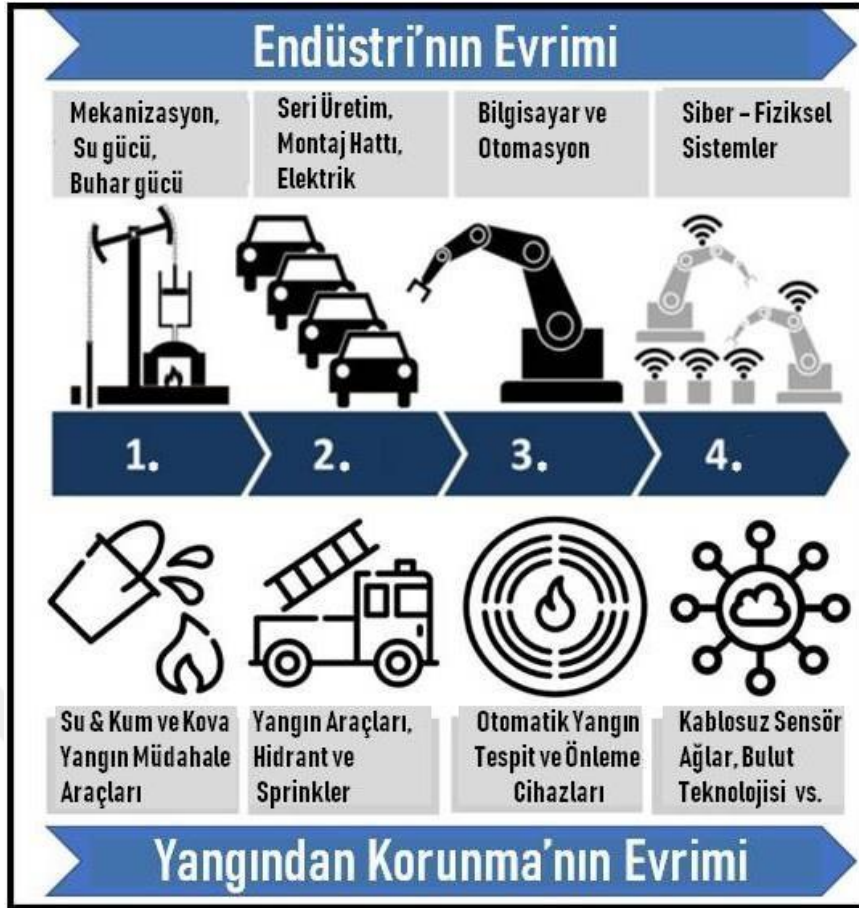 Endüstri’nın Evrimi
Mekanizasyon,
Su gücü,
Buhar gücü
Seri Üretim,
Montaj Hattı,
Elektrik
Bilgisayar ve
Otomasyon
Siber – Fiziksel
Sistemler
1.
2.
3.
4.
Su & Kum ve Kova
Yangın Müdahale
Araçları
Yangın Araçları,
Hidrant ve
Sprinkler
Otomatik Yangın
Tespit ve Önleme
Cihazları
Kablosuz Sensör
Ağlar, Bulut
Teknolojisi vs.
Yangından Korunma’nın Evrimi